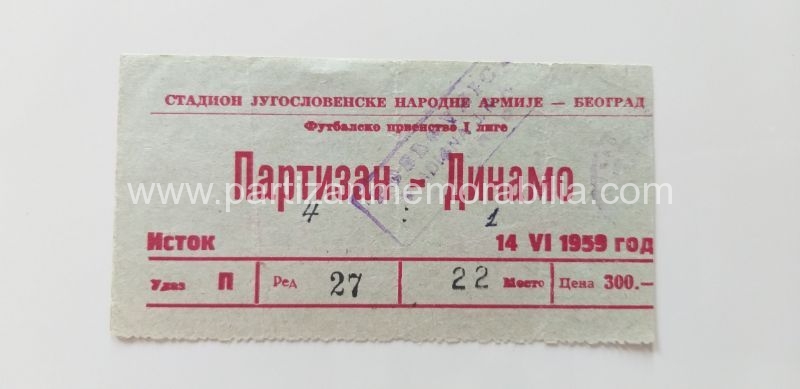 СТАДИОН ЈУГОСЛОВЕНСКЕ НАРОДНЕ АРМИЈЕ — БЕОГРАД
Футбалско првенство I лиге
Партизан - Динамо
www.partizanmemorabilia.com
4 : 1
Исток 14 VI 1959 год
Улаз П Ред 27 22 Место Цена 300.—